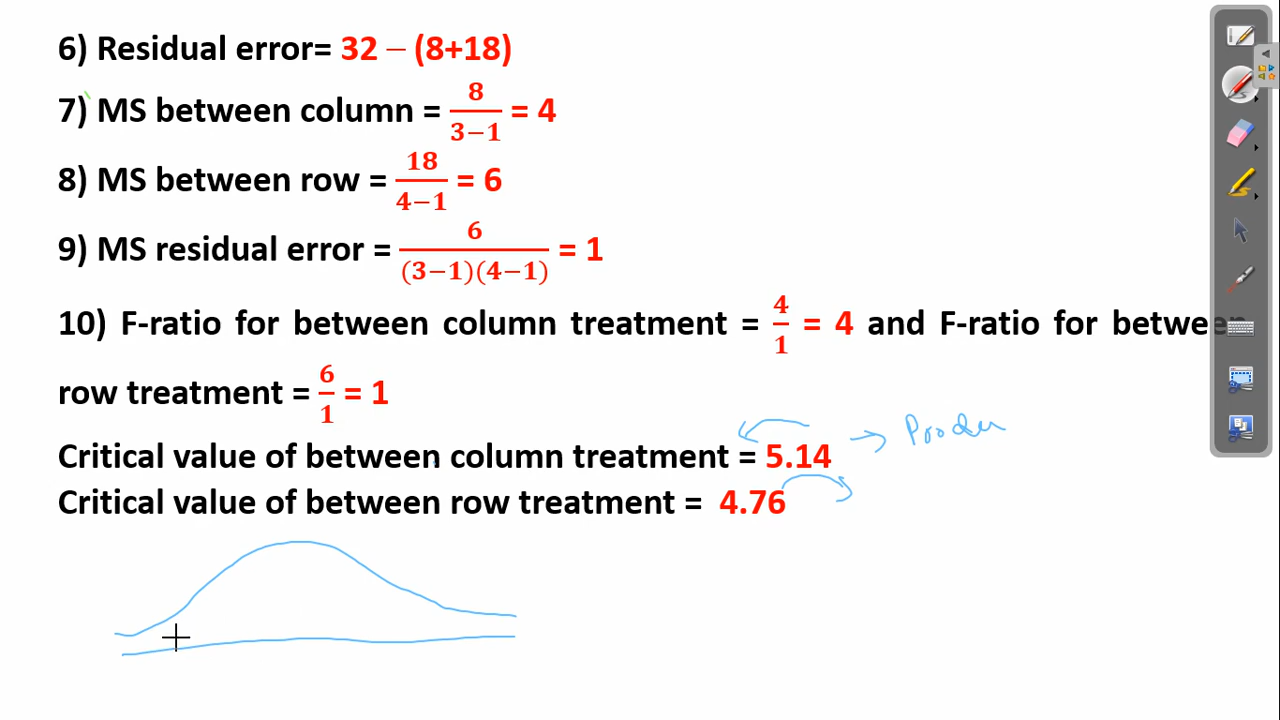 6) Residual error= 32 – (8+18)
7) MS between column = 8/(3−1) = 4
8) MS between row = 18/(4−1) = 6
9) MS residual error = 6/((3−1)(4−1)) = 1
10) F-ratio for between column treatment = 4/1 = 4 and F-ratio for between
row treatment = 6/1 = 1
Critical value of between column treatment = 5.14 → Produ
Critical value of between row treatment = 4.76